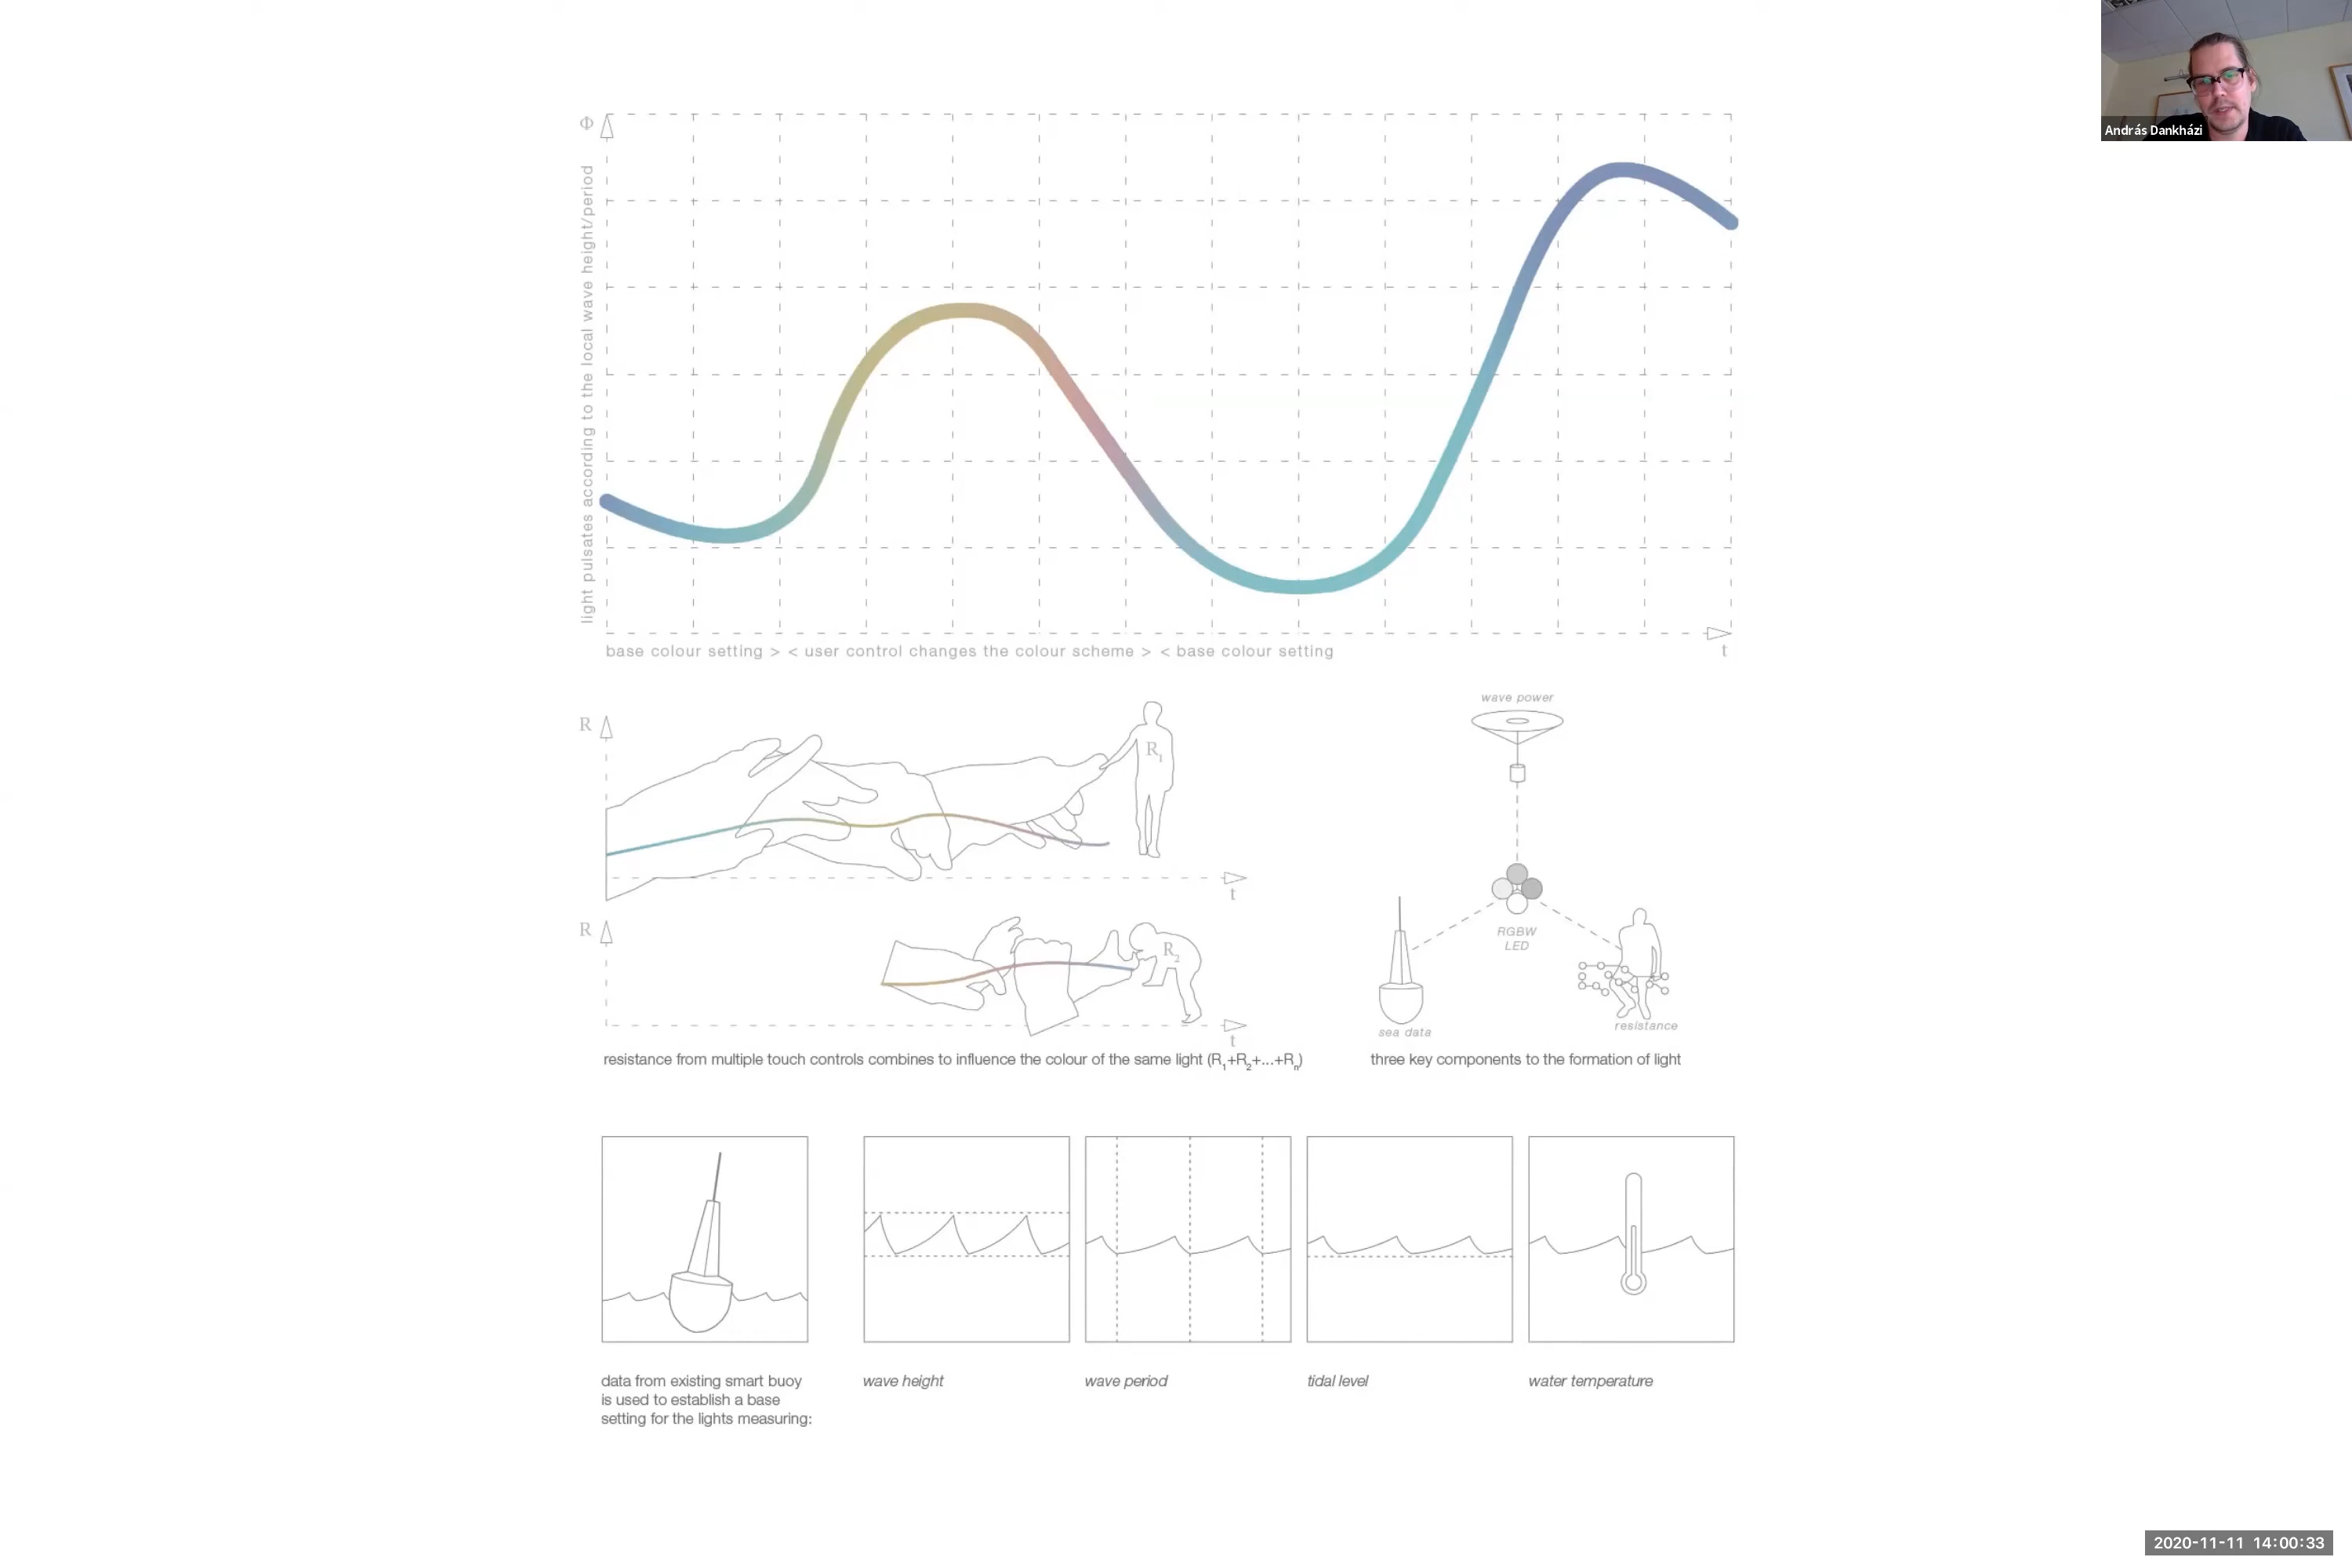 András Dankházi
Φ
light pulsates according to the local wave height/period
base colour setting > < user control changes the colour scheme > < base colour setting
t
R
R1
t
R
R2
t
resistance from multiple touch controls combines to influence the colour of the same light (R1+R2+...+Rn)
wave power
RGBW
LED
sea data
resistance
three key components to the formation of light
data from existing smart buoy
is used to establish a base
setting for the lights measuring:
wave height
wave period
tidal level
water temperature
2020-11-11 14:00:33